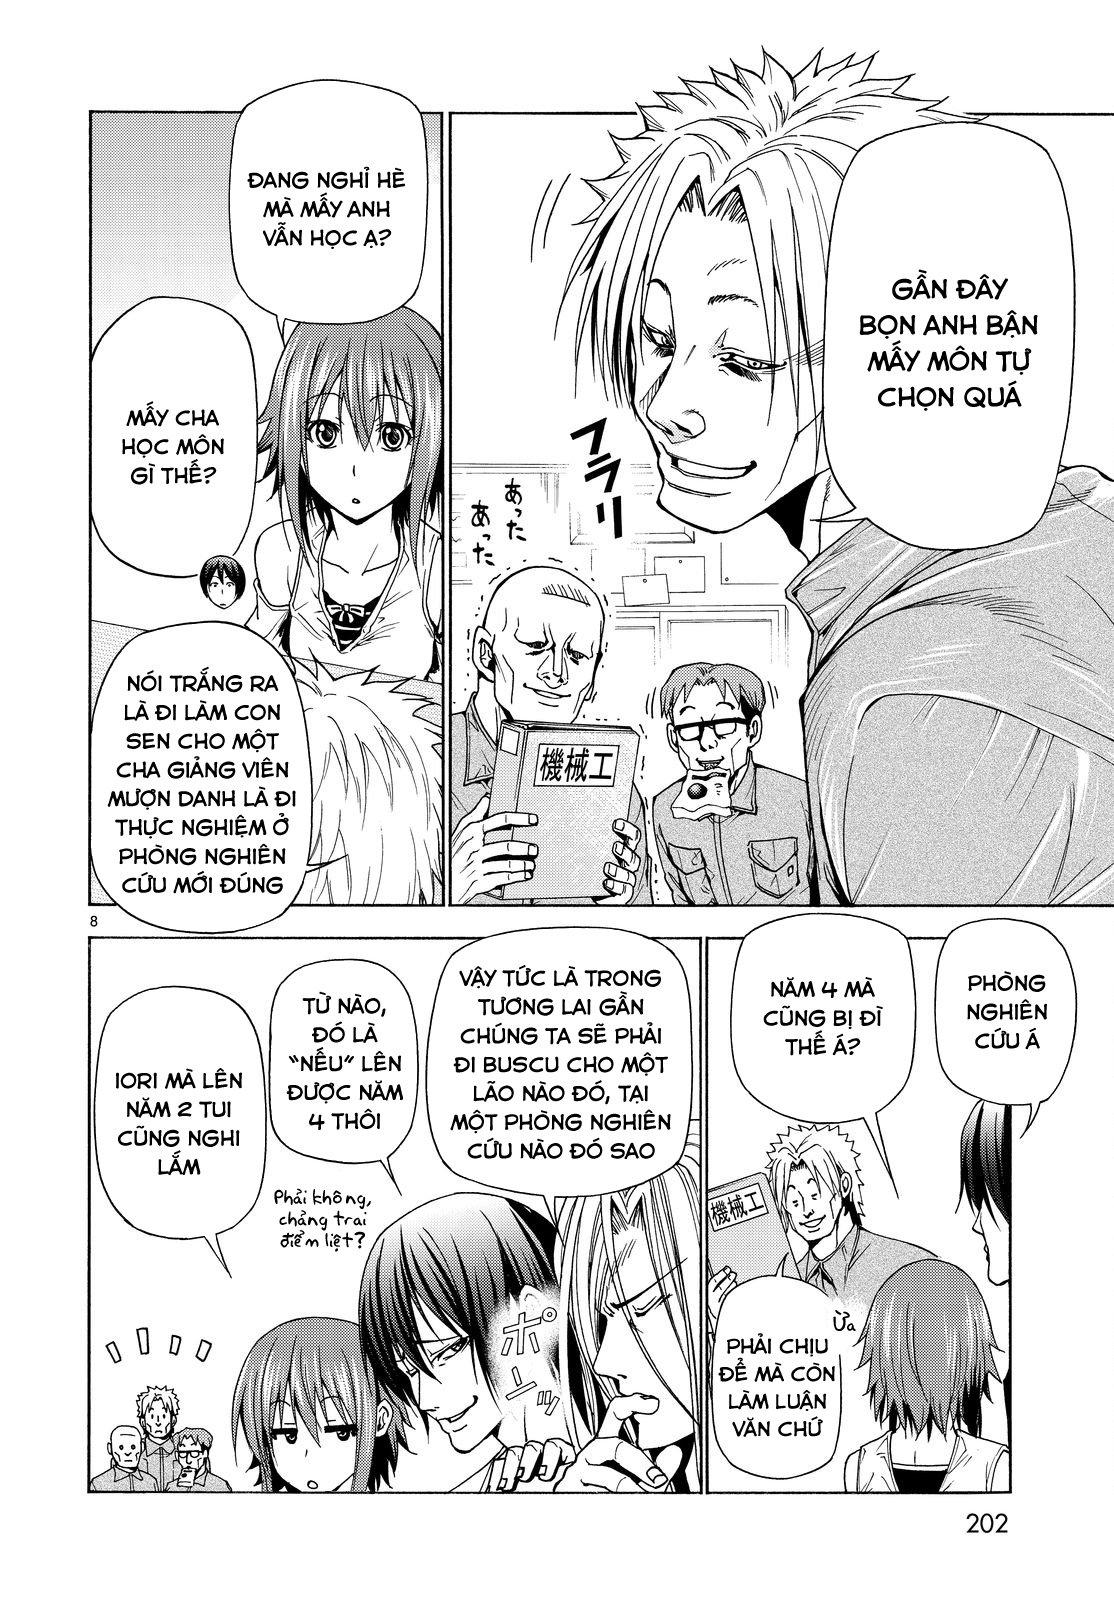 GẦN ĐÂY
BỌN ANH BẬN
MẤY MÔN TỰ
CHỌN QUÁ
フラリ
あった
あった
機械工
ĐANG NGHỈ HÈ
MÀ MẤY ANH
VẪN HỌC Ạ?
MẤY CHA
HỌC MÔN
GÌ THẾ?
NÓI TRẮNG RA
LÀ ĐI LÀM CON
SEN CHO MỘT
CHA GIẢNG VIÊN
MƯỢN DANH LÀ ĐI
THỰC NGHIỆM Ở
PHÒNG NGHIÊN
CỨU MỚI ĐÚNG
8
PHÒNG
NGHIÊN
CỨU Á
NĂM 4 MÀ
CŨNG BỊ ĐÌ
THẾ Á?
機械工
Ừa
PHẢI CHỊU
ĐỂ MÀ CÒN
LÀM LUẬN
VĂN CHỨ
VẬY TỨC LÀ TRONG
TƯƠNG LAI GẦN
CHÚNG TA SẼ PHẢI
ĐI BUSCU CHO MỘT
LÃO NÀO ĐÓ, TẠI
MỘT PHÒNG NGHIÊN
CỨU NÀO ĐÓ SAO
TỪ NÀO,
ĐÓ LÀ
"NẾU" LÊN
ĐƯỢC NĂM
4 THÔI
Phải không,
chàng trai
điểm liệt?
ポーッ
IORI MÀ LÊN
NĂM 2 TUI
CŨNG NGHI
LẮM
202